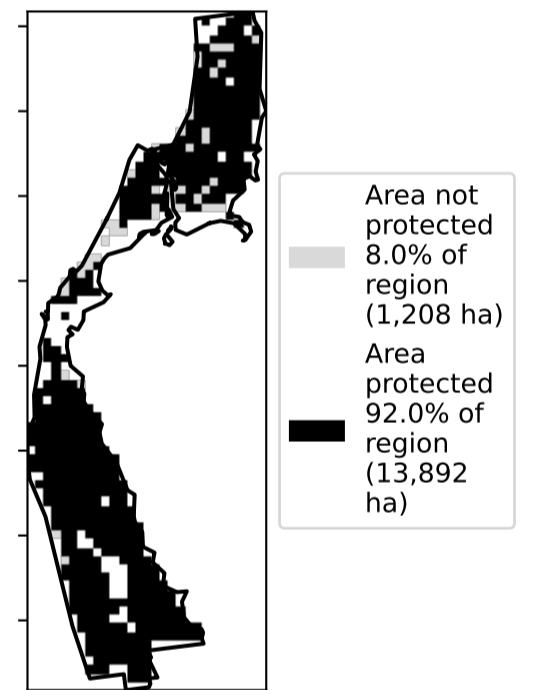 Area not
protected
8.0% of
region
(1,208 ha)
Area
protected
92.0% of
region
(13,892
ha)